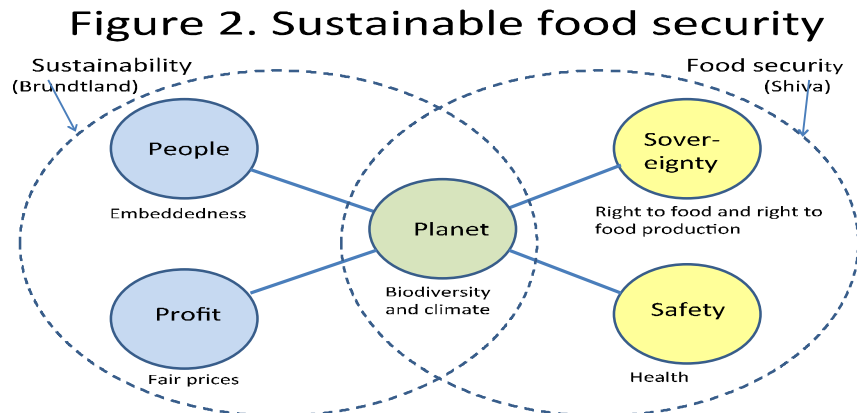 Figure 2. Sustainable food security
Sustainability
(Brundtland)
Food security
(Shiva)
People
Embeddedness
Sover-
eignty
Right to food and right to
food production
Planet
Biodiversity
and climate
Profit
Fair prices
Safety
Health